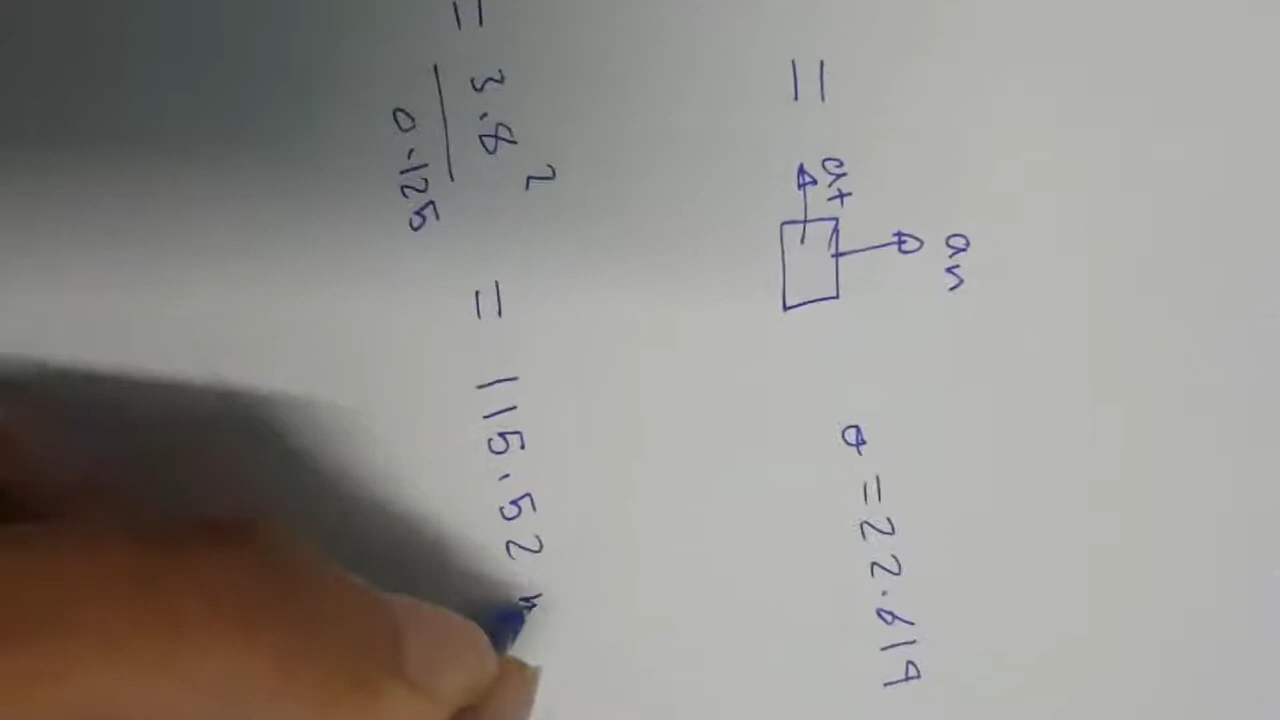 an
= at θ = 22.619
= 3.8² = 115.52
0.125